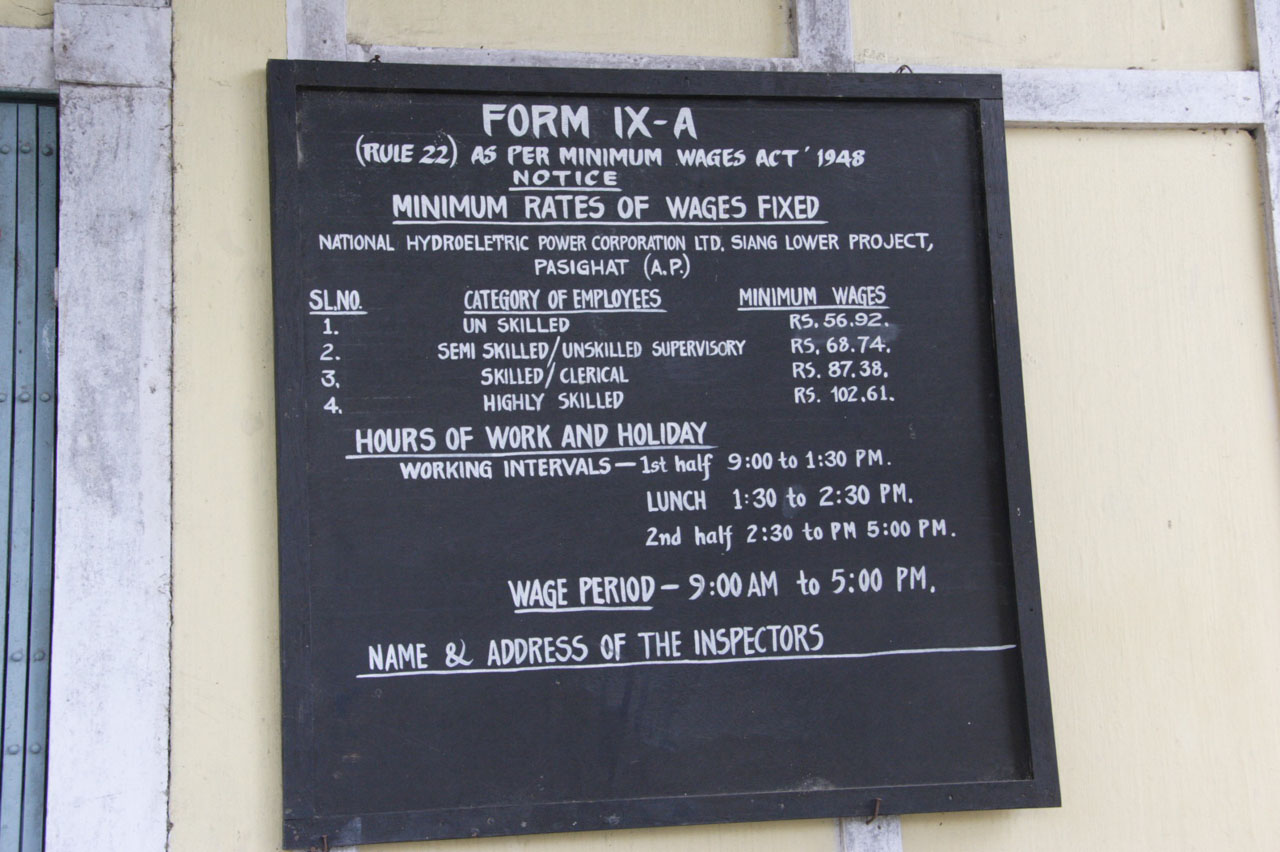 FORM IX-A
(RULE 22) AS PER MINIMUM WAGES ACT' 1948
NOTICE
MINIMUM RATES OF WAGES FIXED
NATIONAL HYDROELETRIC POWER CORPORATION LTD. SIANG LOWER PROJECT,
PASIGHAT (A.P.)
SL.NO. CATEGORY OF EMPLOYEES MINIMUM WAGES
1. UN SKILLED RS. 56.92.
2. SEMI SKILLED/UNSKILLED SUPERVISORY RS. 68.74.
3. SKILLED/CLERICAL RS. 87.38.
4. HIGHLY SKILLED RS. 102.61.
HOURS OF WORK AND HOLIDAY
WORKING INTERVALS — 1st half 9:00 to 1:30 PM.
LUNCH 1:30 to 2:30 PM.
2nd half 2:30 to PM 5:00 PM.
WAGE PERIOD — 9:00 AM to 5:00 PM.
NAME & ADDRESS OF THE INSPECTORS